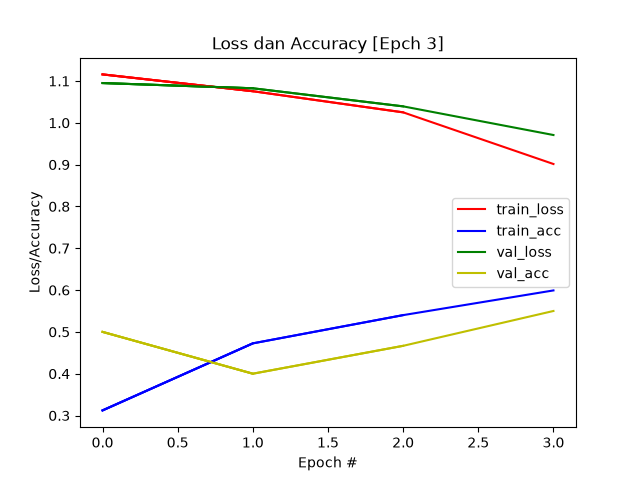 Loss dan Accuracy [Epch 3]
Loss/Accuracy
1.1
1.0
0.9
0.8
0.7
0.6
0.5
0.4
0.3
train_loss
train_acc
val_loss
val_acc
0.0 0.5 1.0 1.5 2.0 2.5 3.0
Epoch #